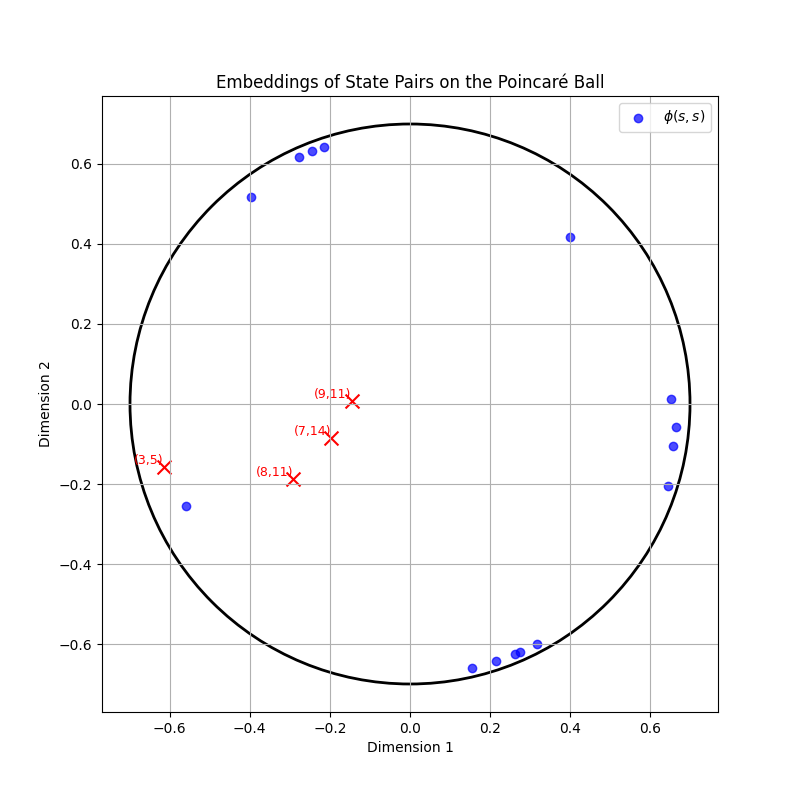 Embeddings of State Pairs on the Poincaré Ball
ϕ(s, s)
0.6
0.4
0.2
0.0
−0.2
−0.4
−0.6
Dimension 2
(9,11)
(7,14)
(3,5)
(8,11)
−0.6 −0.4 −0.2 0.0 0.2 0.4 0.6
Dimension 1